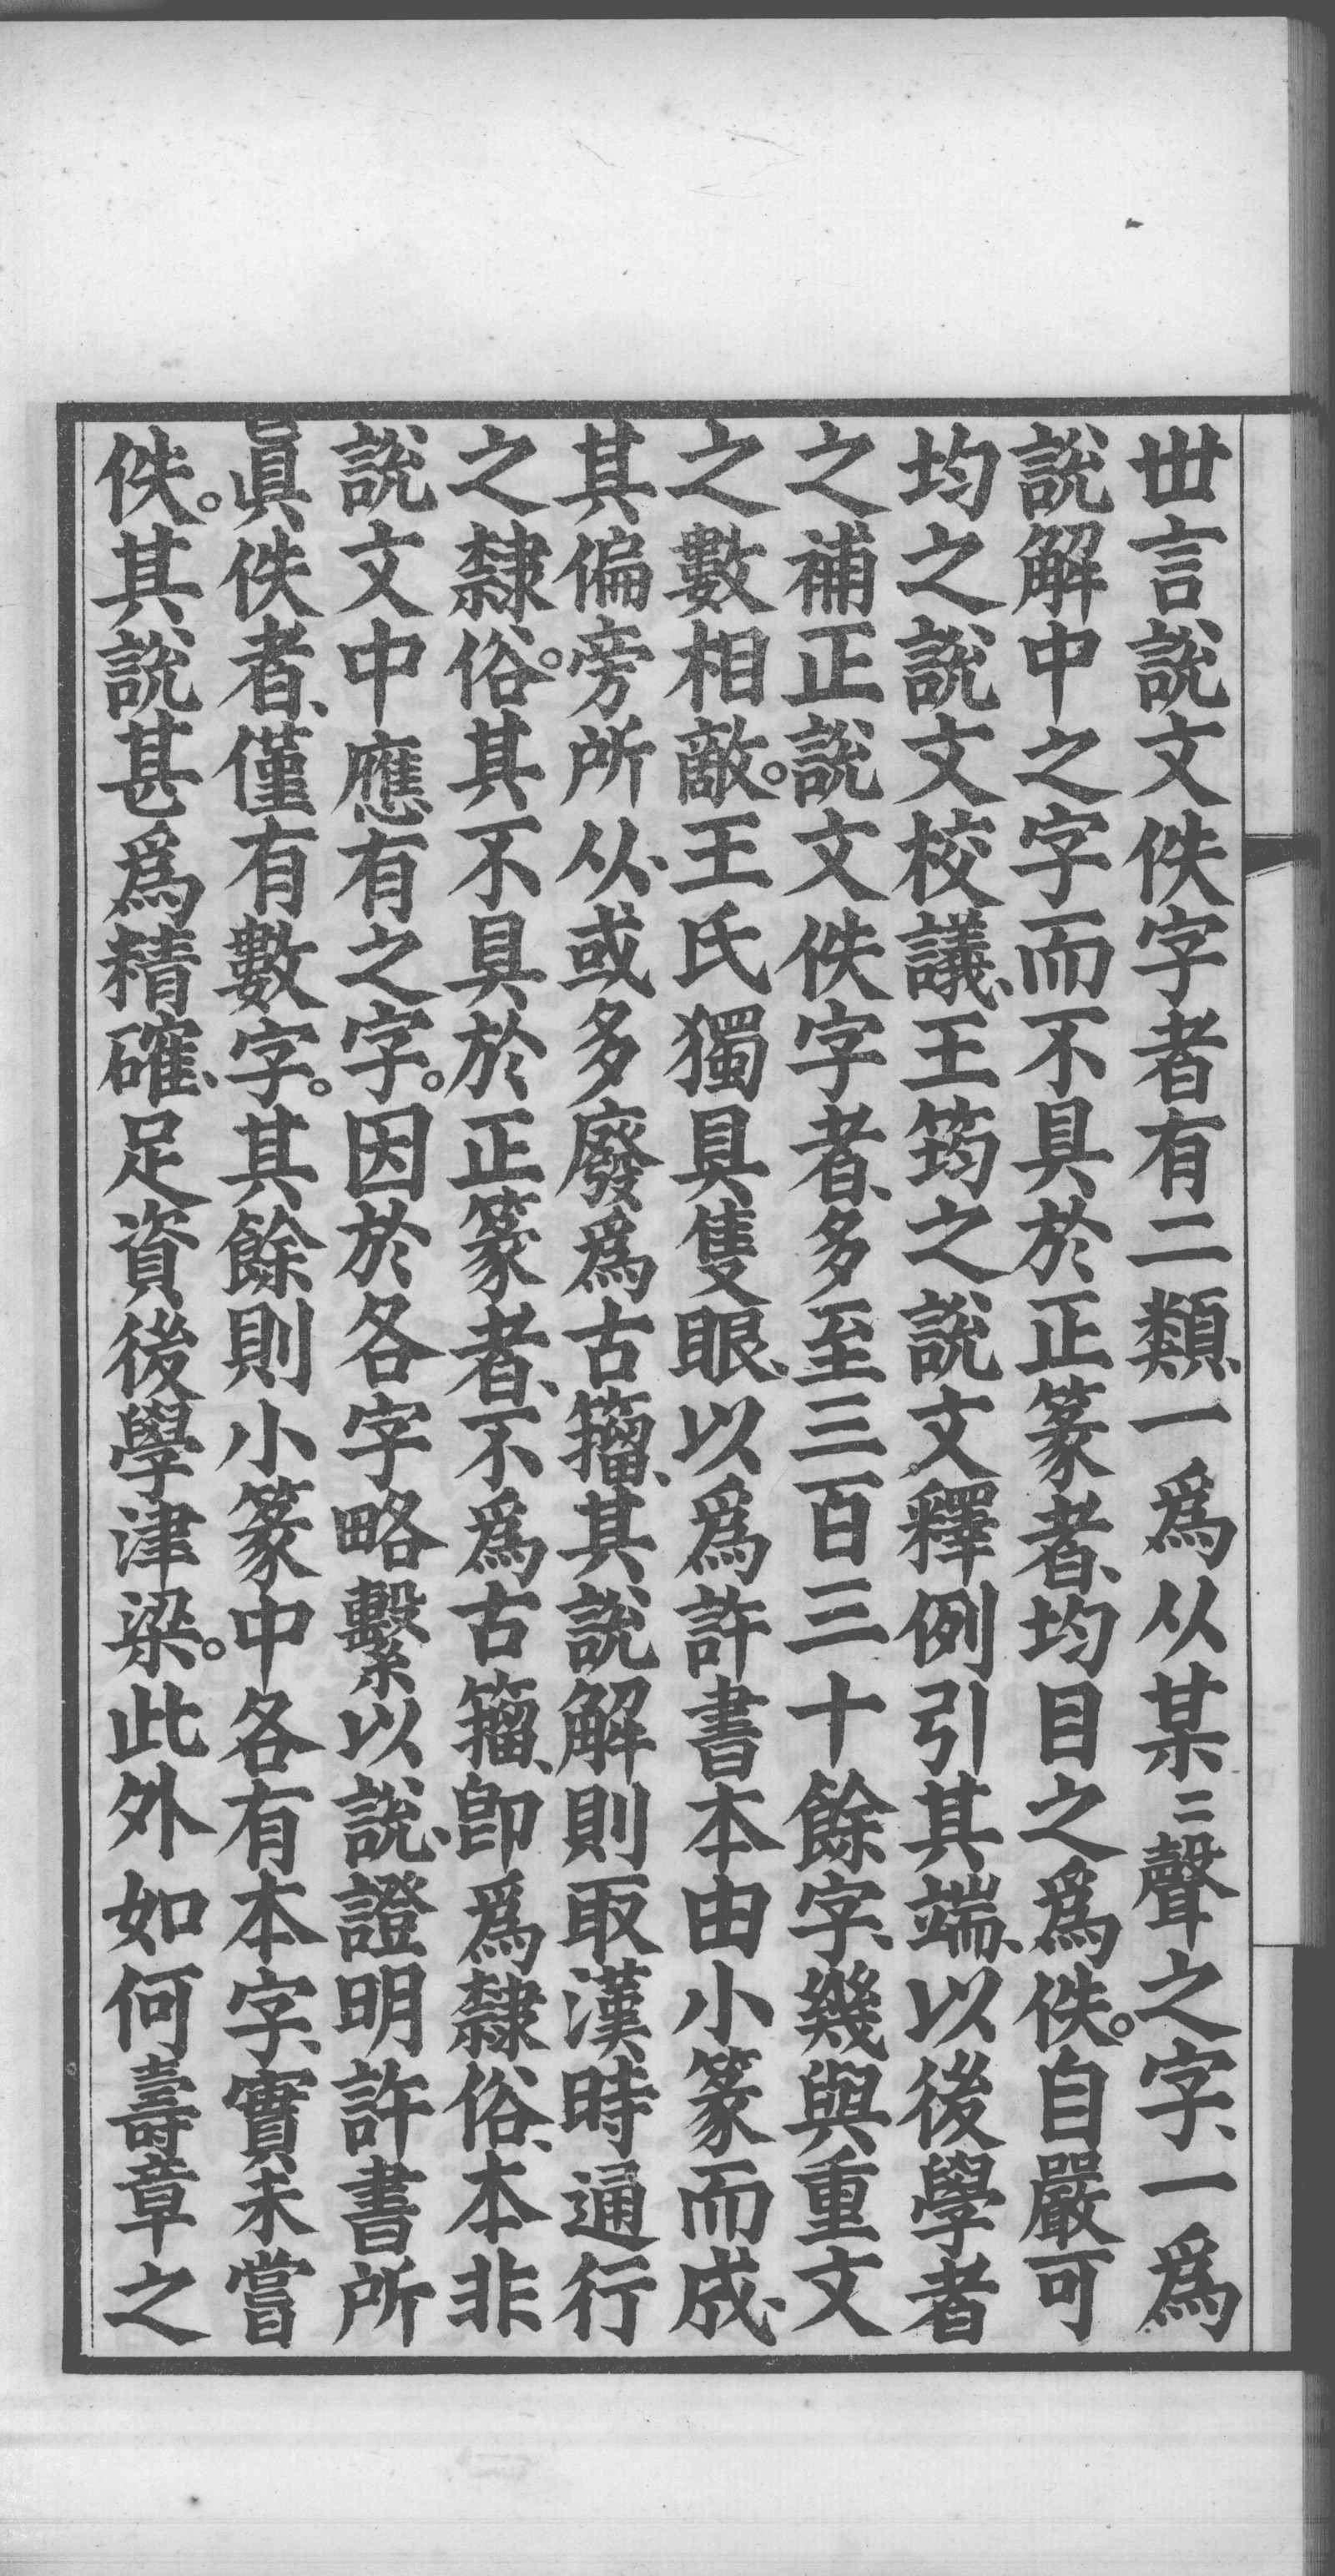 丗言說文佚字者有二類、一爲从某〻聲之字、一爲
說解中之字而不具於正篆者、均目之爲佚。自嚴可
均之說文校議、王筠之說文釋例引其端、以後學者
之補正說文佚字者、多至三百三十餘字、幾與重文
之數相敵。王氏獨具隻眼、以爲許書本由小篆而成、
其偏旁所从、或多廢爲古籀、其說解則取漢時通行
之隸俗。其不具於正篆者、不爲古籀、卽爲隸俗、本非
說文中應有之字。因於各字略繫以說、證明許書所
眞佚者、僅有數字。其餘則小篆中各有本字、實未嘗
佚。其說甚爲精確、足資後學津梁。此外如何壽章之